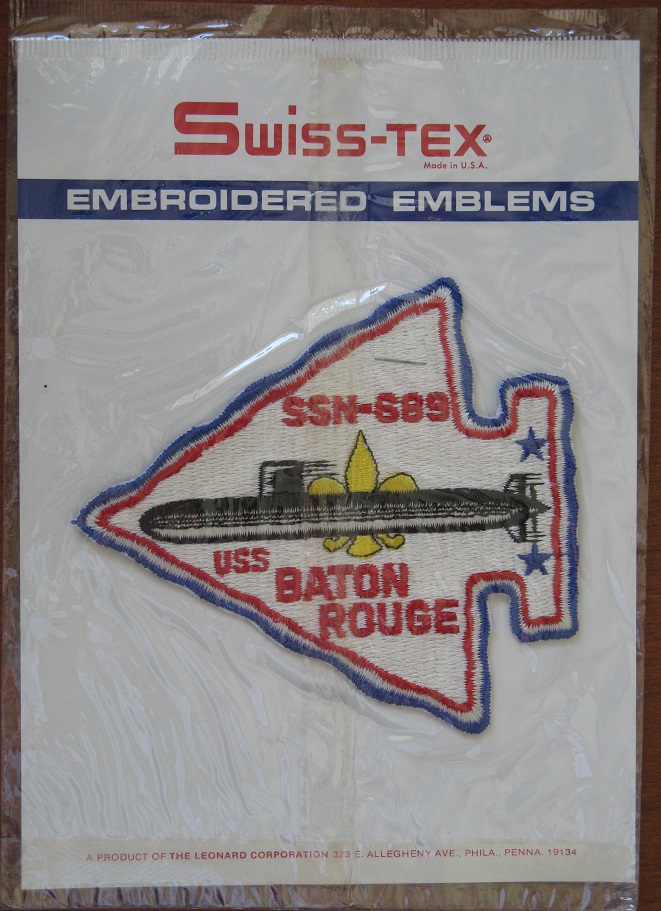 Swiss-Tex®
Made in U.S.A.
EMBROIDERED EMBLEMS
SSN-689
USS
BATON
ROUGE
A PRODUCT OF THE LEONARD CORPORATION 323 E. ALLEGHENY AVE., PHILA., PENNA. 19134